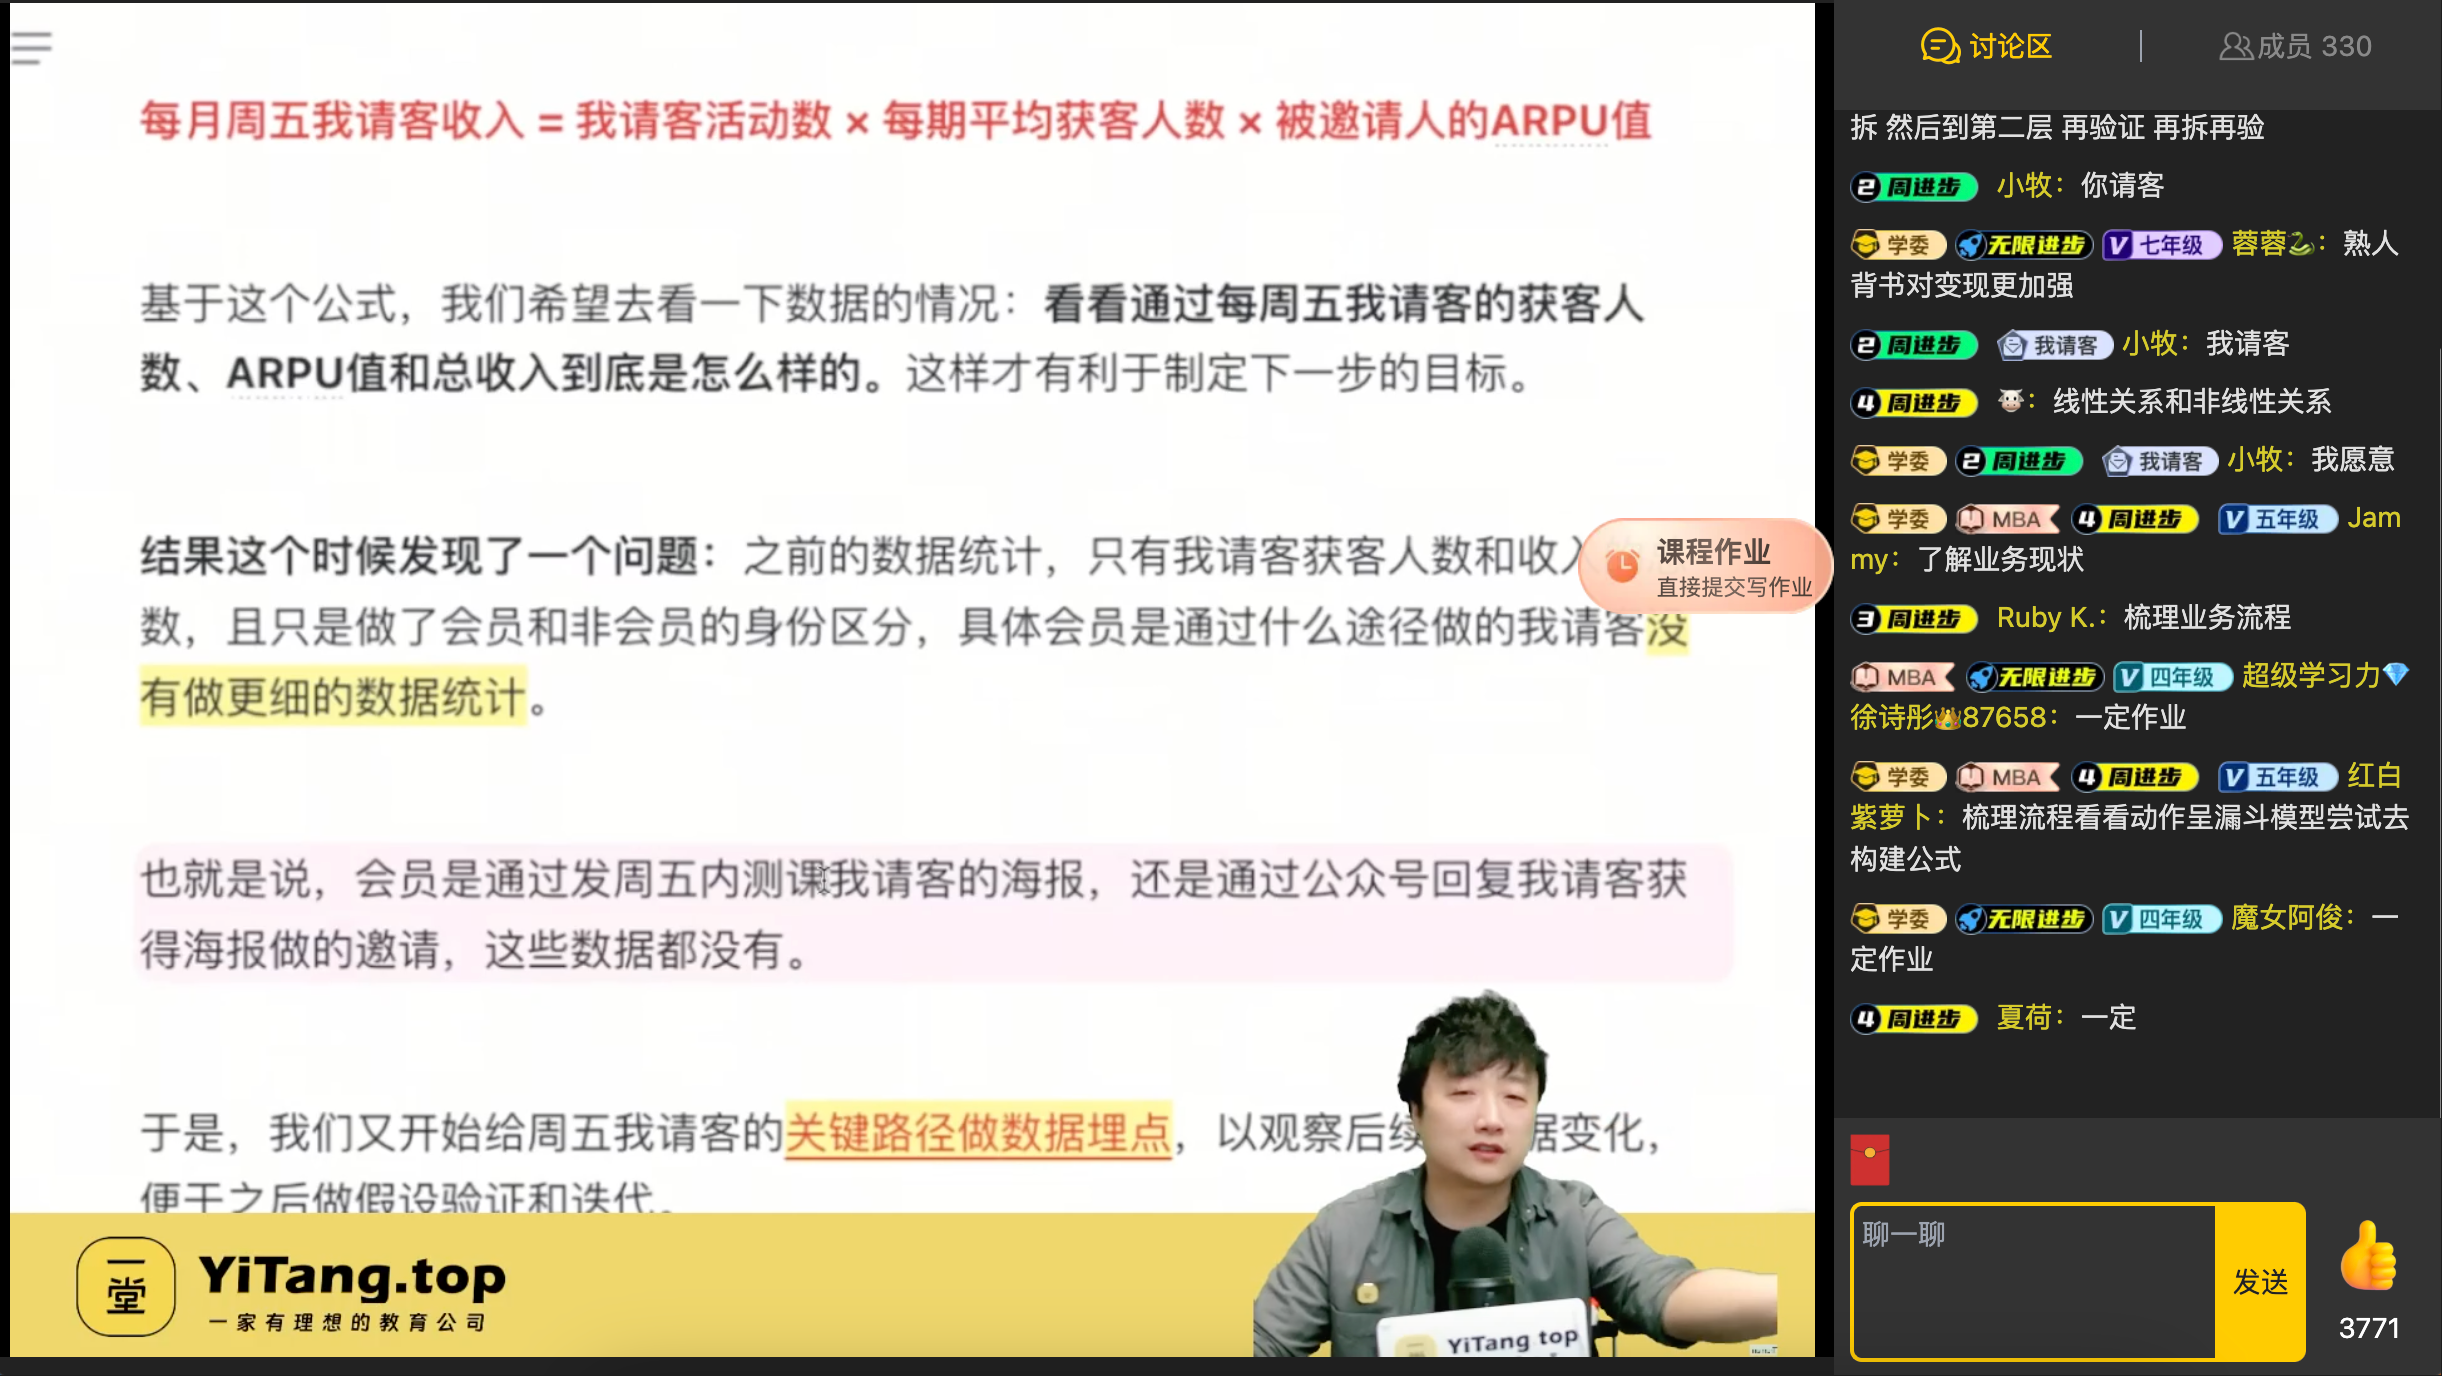 每月周五我请客收入 = 我请客活动数 × 每期平均获客人数 × 被邀请人的ARPU值
基于这个公式，我们希望去看一下数据的情况：看看通过每周五我请客的获客人
数、ARPU值和总收入到底是怎么样的。这样才有利于制定下一步的目标。
结果这个时候发现了一个问题：之前的数据统计，只有我请客获客人数和收入
数，且只是做了会员和非会员的身份区分，具体会员是通过什么途径做的我请客没
有做更细的数据统计。
也就是说，会员是通过发周五内测课我请客的海报，还是通过公众号回复我请客获
得海报做的邀请，这些数据都没有。
于是，我们又开始给周五我请客的关键路径做数据埋点，以观察后续 据变化，
便于之后做假设验证和迭代。
课程作业
直接提交写作业
一堂
YiTang.top
一家有理想的教育公司
YiTang top
讨论区
成员 330
拆 然后到第二层 再验证 再拆再验
2 周进步 小牧：你请客
学委 无限进步 V 七年级 蓉蓉🐍：熟人
背书对变现更加强
2 周进步 我请客 小牧：我请客
4 周进步 🐮：线性关系和非线性关系
学委 2 周进步 我请客 小牧：我愿意
学委 MBA 4 周进步 V 五年级 Jam
my：了解业务现状
3 周进步 Ruby K.：梳理业务流程
MBA 无限进步 V 四年级 超级学习力💎
徐诗彤👑87658：一定作业
学委 MBA 4 周进步 V 五年级 红白
紫萝卜：梳理流程看看动作呈漏斗模型尝试去
构建公式
学委 无限进步 V 四年级 魔女阿俊：一
定作业
4 周进步 夏荷：一定
聊一聊
发送
3771